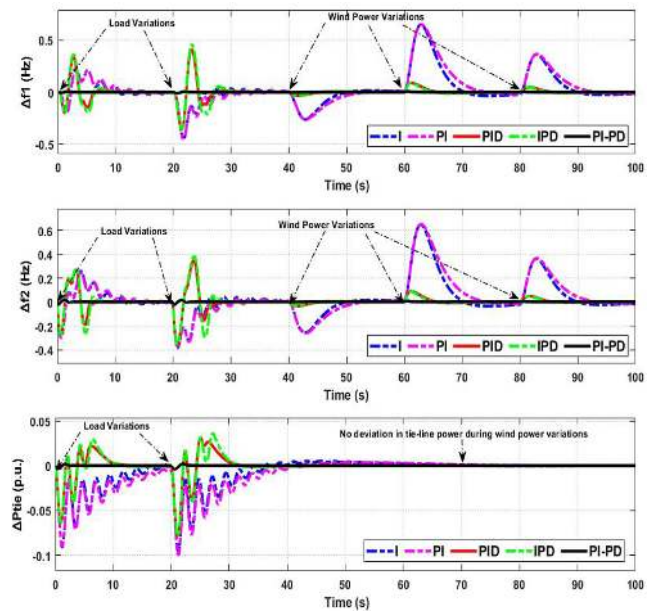 Load Variations
Wind Power Variations
Δf1 (Hz)
0.5
0
-0.5
I PI PID IPD PI-PD
0 10 20 30 40 50 60 70 80 90 100
Time (s)
Load Variations
Wind Power Variations
Δf2 (Hz)
0.6
0.4
0.2
0
-0.2
-0.4
I PI PID IPD PI-PD
0 10 20 30 40 50 60 70 80 90 100
Time (s)
Load Variations
No deviation in tie-line power during wind power variations
ΔPtie (p.u.)
0.05
0
-0.05
-0.1
I PI PID IPD PI-PD
0 10 20 30 40 50 60 70 80 90 100
Time (s)